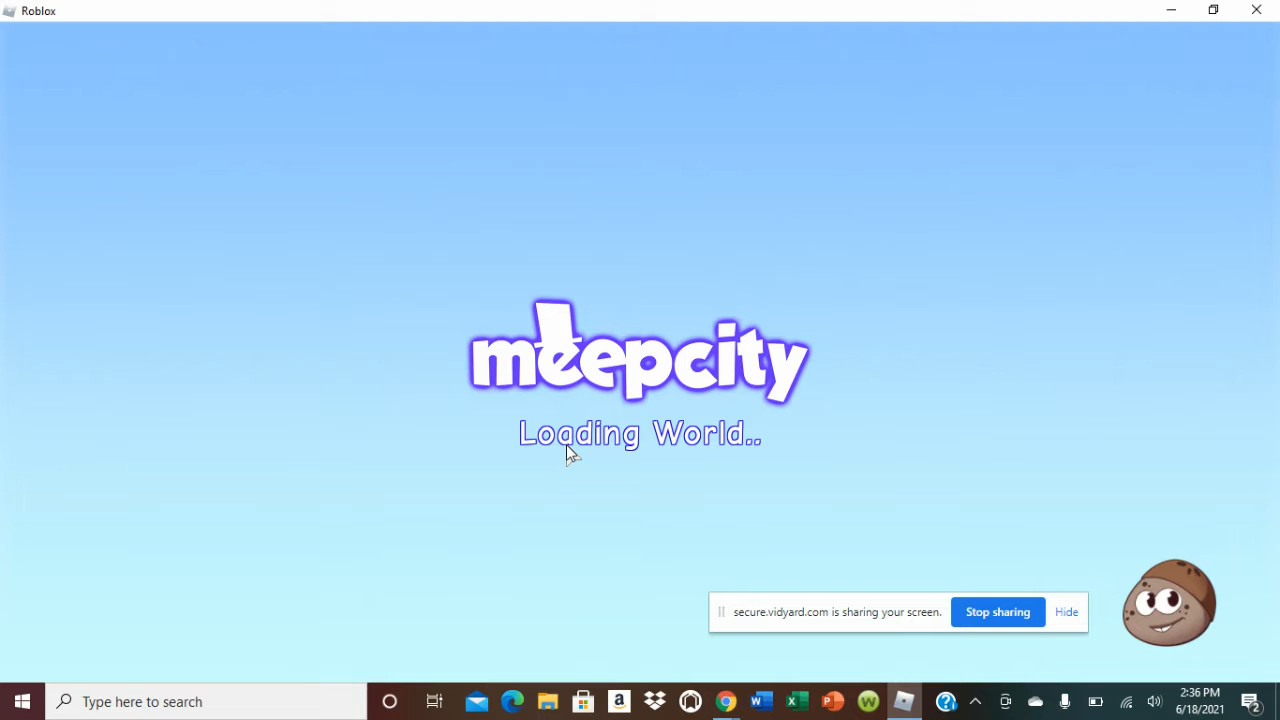 Roblox
meepcity
Loading World..
secure.vidyard.com is sharing your screen. Stop sharing Hide
Type here to search
2:36 PM
6/18/2021
2